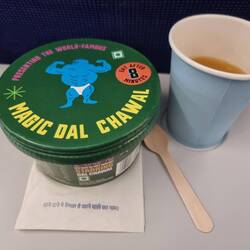 PRESENTING THE WORLD-FAMOUS
EAT AFTER
8
MINUTES
MAGIC DAL CHAWAL
दाने दाने पे लिखा है खाने वाले का नाम!